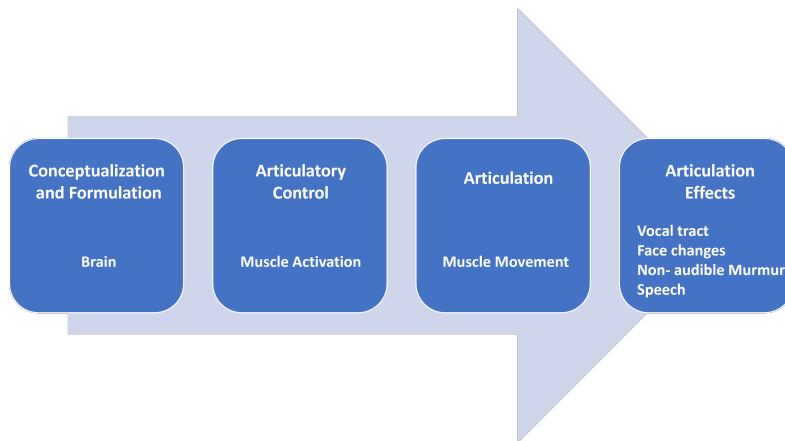 Conceptualization
and Formulation
Brain
Articulatory
Control
Muscle Activation
Articulation
Muscle Movement
Articulation
Effects
Vocal tract
Face changes
Non- audible Murmur
Speech